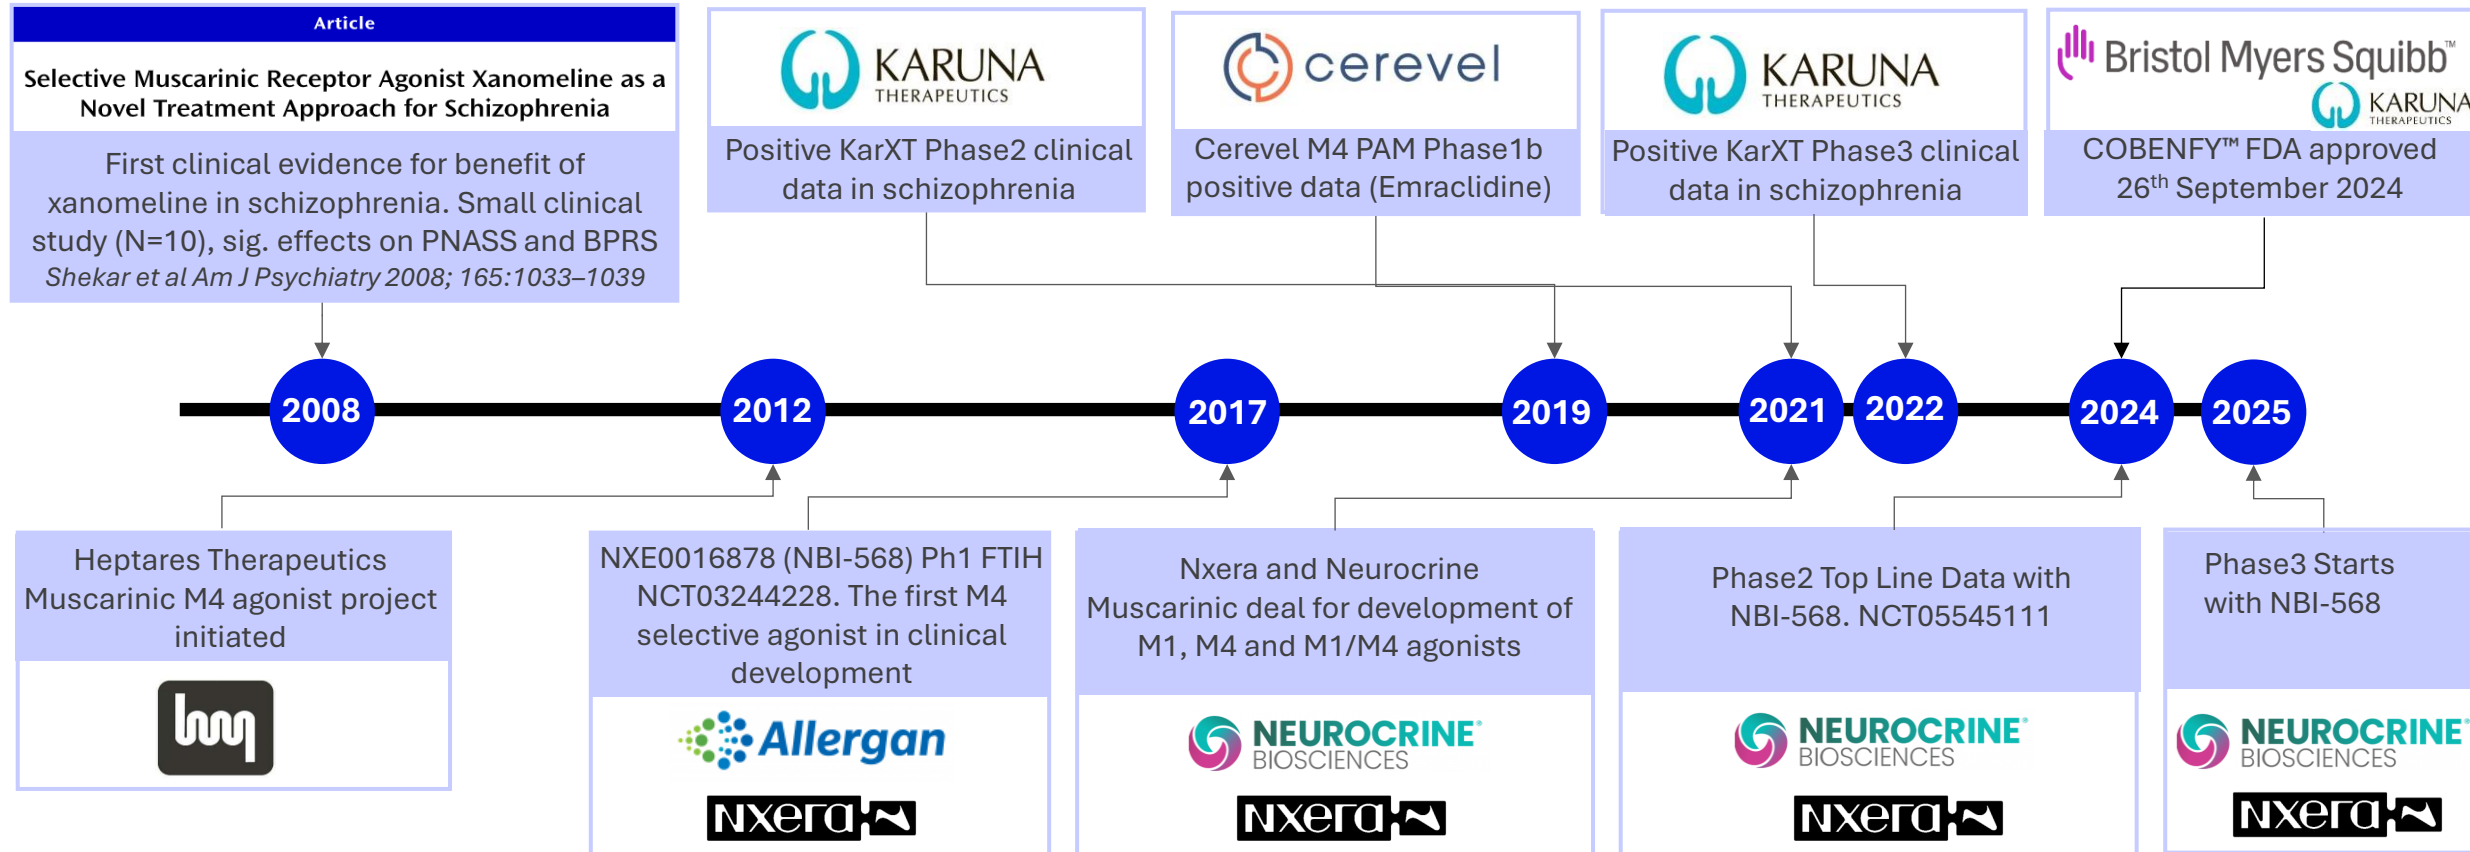 Article
Selective Muscarinic Receptor Agonist Xanomeline as a
Novel Treatment Approach for Schizophrenia
First clinical evidence for benefit of
xanomeline in schizophrenia. Small clinical
study (N=10), sig. effects on PNASS and BPRS
Shekar et al Am J Psychiatry 2008; 165:1033–1039
KARUNA
THERAPEUTICS
Positive KarXT Phase2 clinical
data in schizophrenia
cerevel
Cerevel M4 PAM Phase1b
positive data (Emraclidine)
KARUNA
THERAPEUTICS
Positive KarXT Phase3 clinical
data in schizophrenia
Bristol Myers Squibb™
KARUNA
THERAPEUTICS
COBENFY™ FDA approved
26th September 2024
2008
2012
2017
2019
2021
2022
2024
2025
Heptares Therapeutics
Muscarinic M4 agonist project
initiated
NXE0016878 (NBI-568) Ph1 FTIH
NCT03244228. The first M4
selective agonist in clinical
development
Allergan
Nxera
Nxera and Neurocrine
Muscarinic deal for development of
M1, M4 and M1/M4 agonists
NEUROCRINE®
BIOSCIENCES
Nxera
Phase2 Top Line Data with
NBI-568. NCT05545111
NEUROCRINE®
BIOSCIENCES
Nxera
Phase3 Starts
with NBI-568
NEUROCRINE®
BIOSCIENCES
Nxera